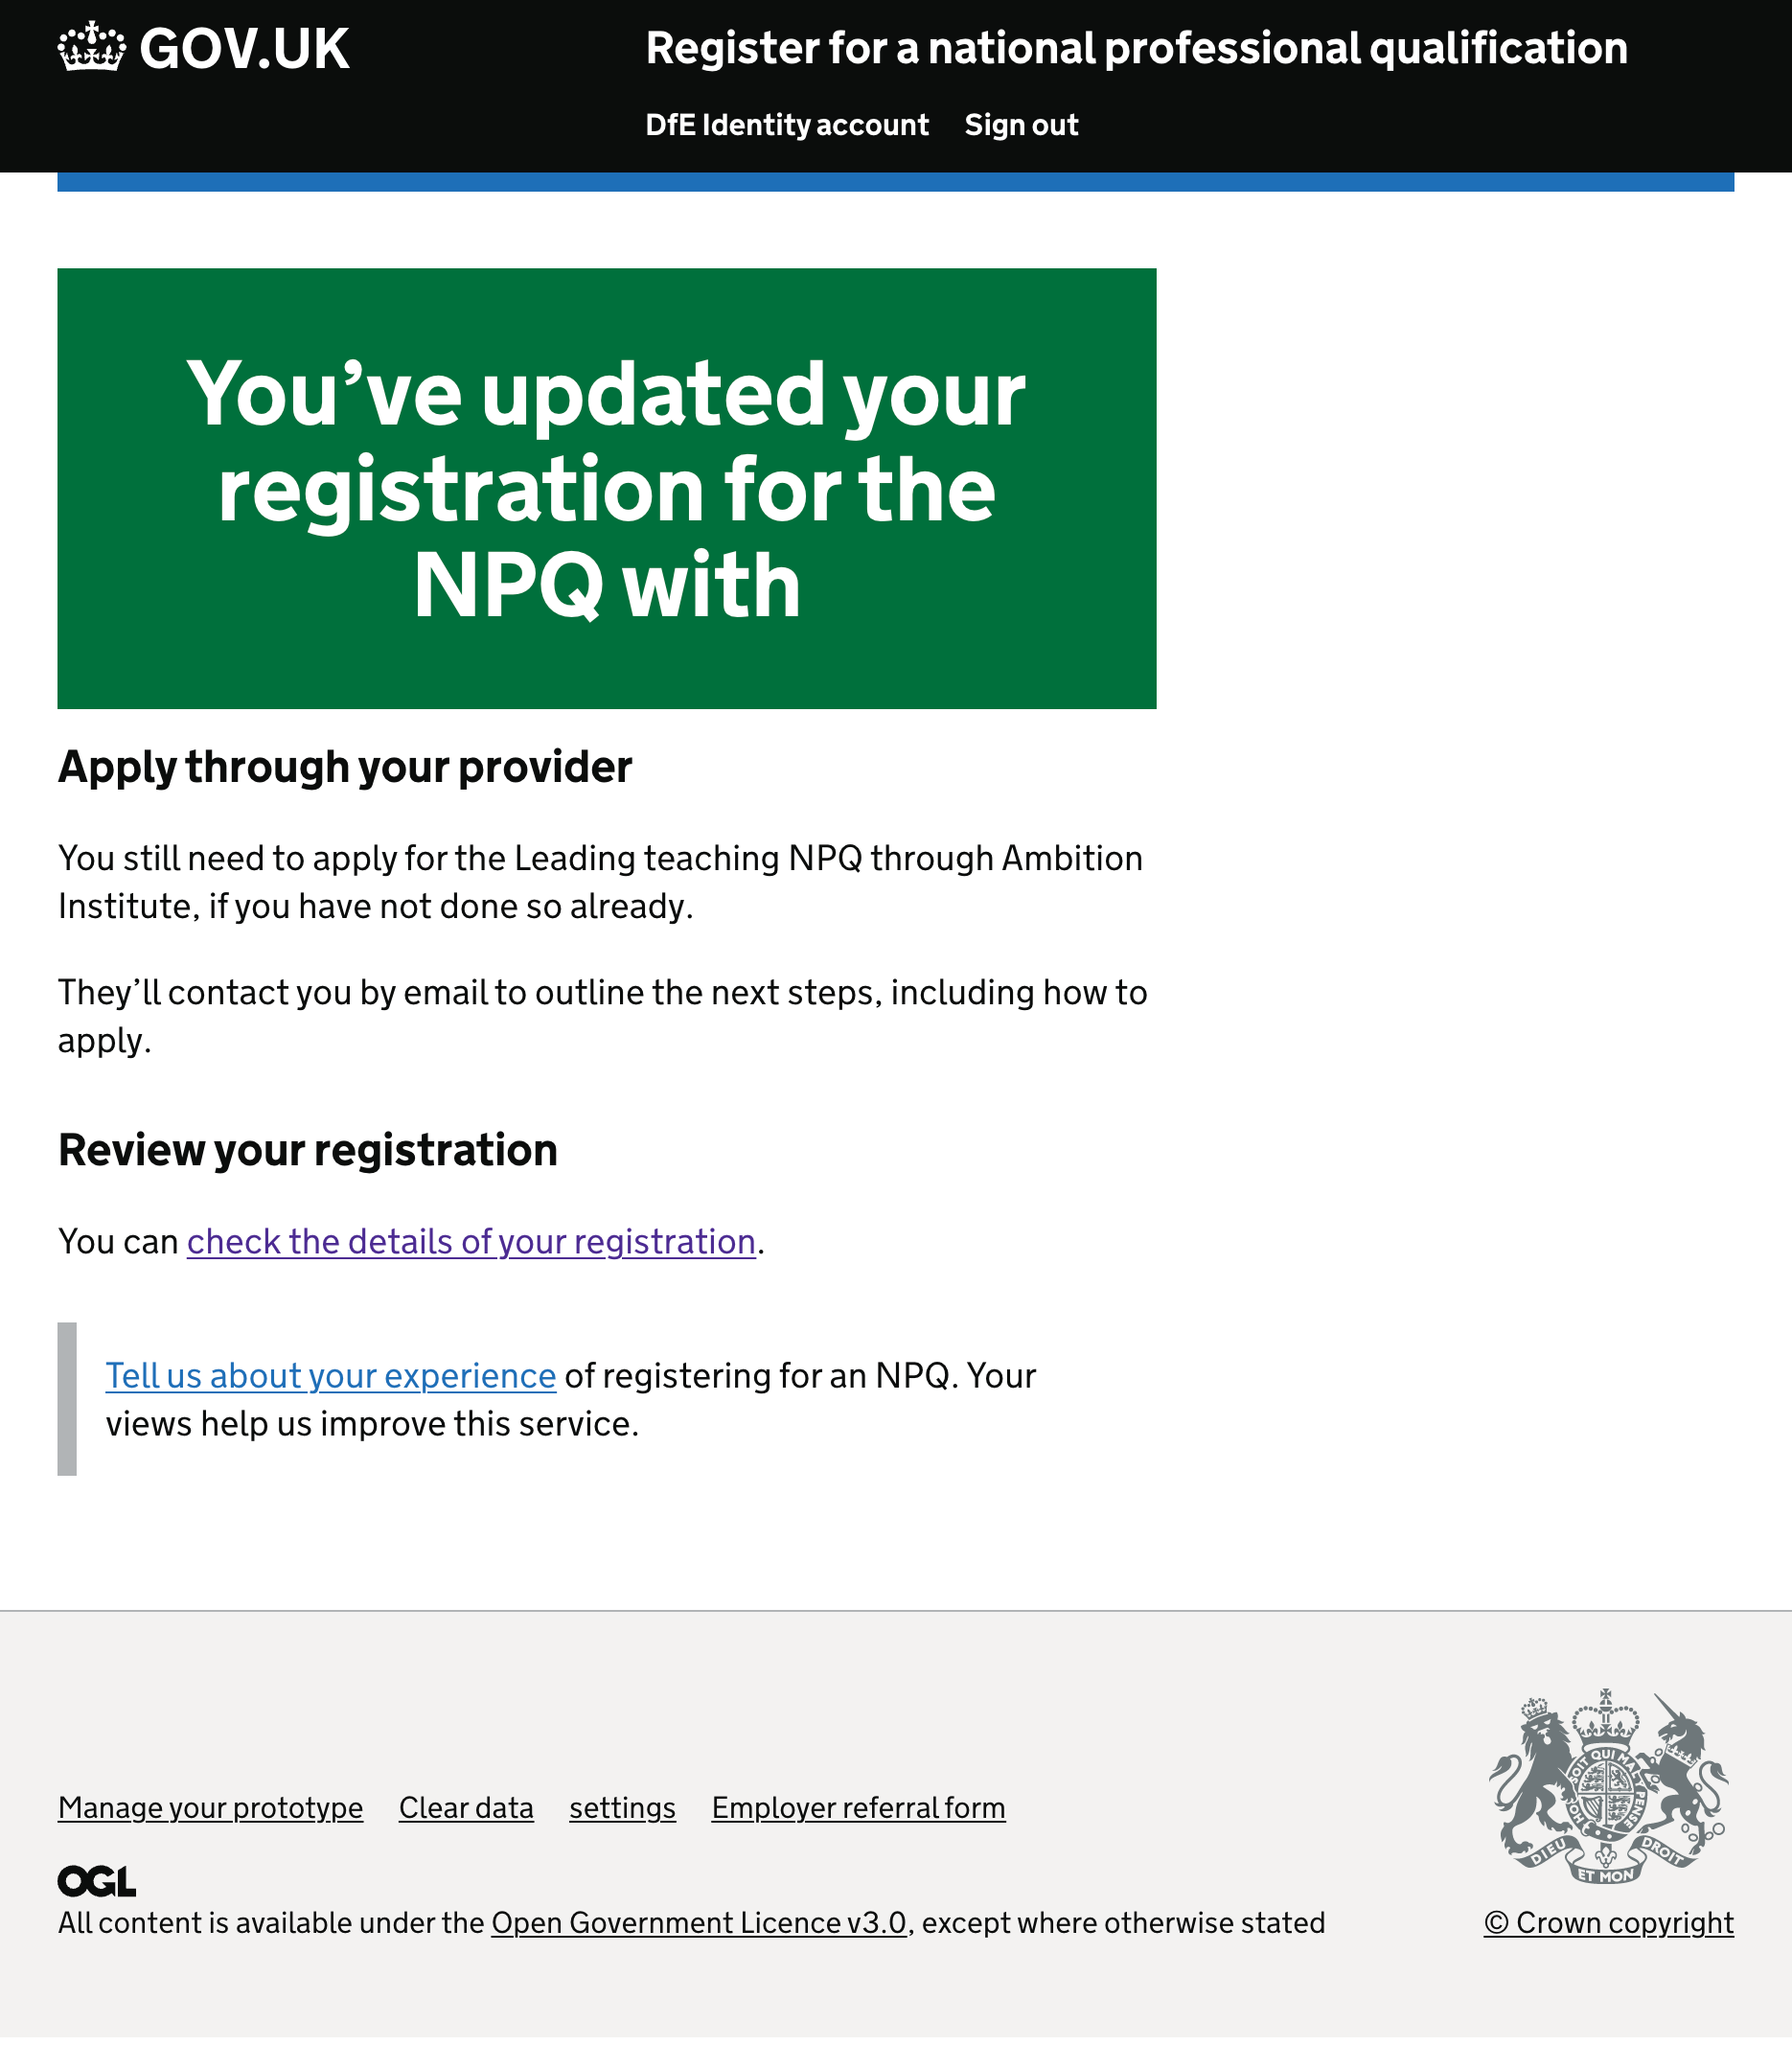 GOV.UK
Register for a national professional qualification
DfE Identity account Sign out
You’ve updated your
registration for the
NPQ with
Apply through your provider
You still need to apply for the Leading teaching NPQ through Ambition
Institute, if you have not done so already.
They’ll contact you by email to outline the next steps, including how to
apply.
Review your registration
You can check the details of your registration.
Tell us about your experience of registering for an NPQ. Your
views help us improve this service.
Manage your prototype Clear data settings Employer referral form
OGL
All content is available under the Open Government Licence v3.0, except where otherwise stated
DIEU ET MON DROIT
© Crown copyright